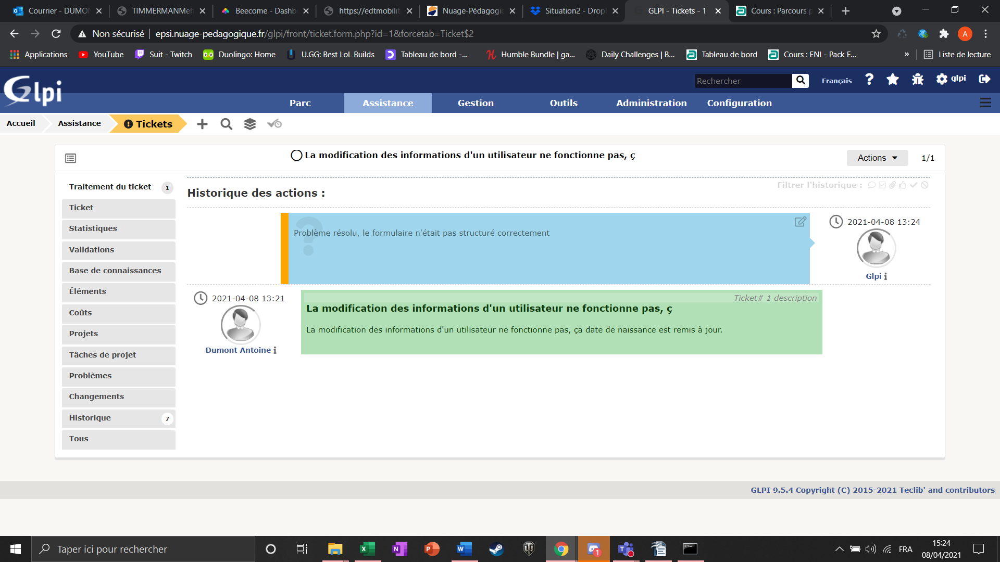 Courrier - DUMON
TIMMERMANMeh
Beecome - Dashb
https://edtmobilit
Nuage-Pédagogic
Situation2 - Drop
GLPI - Tickets - 1
Cours : Parcours p
Non sécurisé
epsi.nuage-pedagogique.fr/glpi/front/ticket.form.php?id=1&forcetab=Ticket$2
A
Applications
YouTube
Suit - Twitch
Duolingo: Home
U.GG: Best LoL Builds
Tableau de bord -...
Humble Bundle | ga...
Daily Challenges | B...
Tableau de bord
Cours : ENI - Pack E...
»
Liste de lecture
Glpi
Rechercher
Français
?
glpi
Parc
Assistance
Gestion
Outils
Administration
Configuration
Accueil
Assistance
Tickets
La modification des informations d'un utilisateur ne fonctionne pas, ç
Actions
1/1
Traitement du ticket 1
Ticket
Statistiques
Validations
Base de connaissances
Éléments
Coûts
Projets
Tâches de projet
Problèmes
Changements
Historique 7
Tous
Filtrer l'historique :
Historique des actions :
Problème résolu, le formulaire n'était pas structuré correctement
2021-04-08 13:24
Glpi
2021-04-08 13:21
Dumont Antoine
Ticket# 1 description
La modification des informations d'un utilisateur ne fonctionne pas, ç
La modification des informations d'un utilisateur ne fonctionne pas, ça date de naissance est remis à jour.
GLPI 9.5.4 Copyright (C) 2015-2021 Teclib' and contributors
Taper ici pour rechercher
1
FRA
15:24
08/04/2021